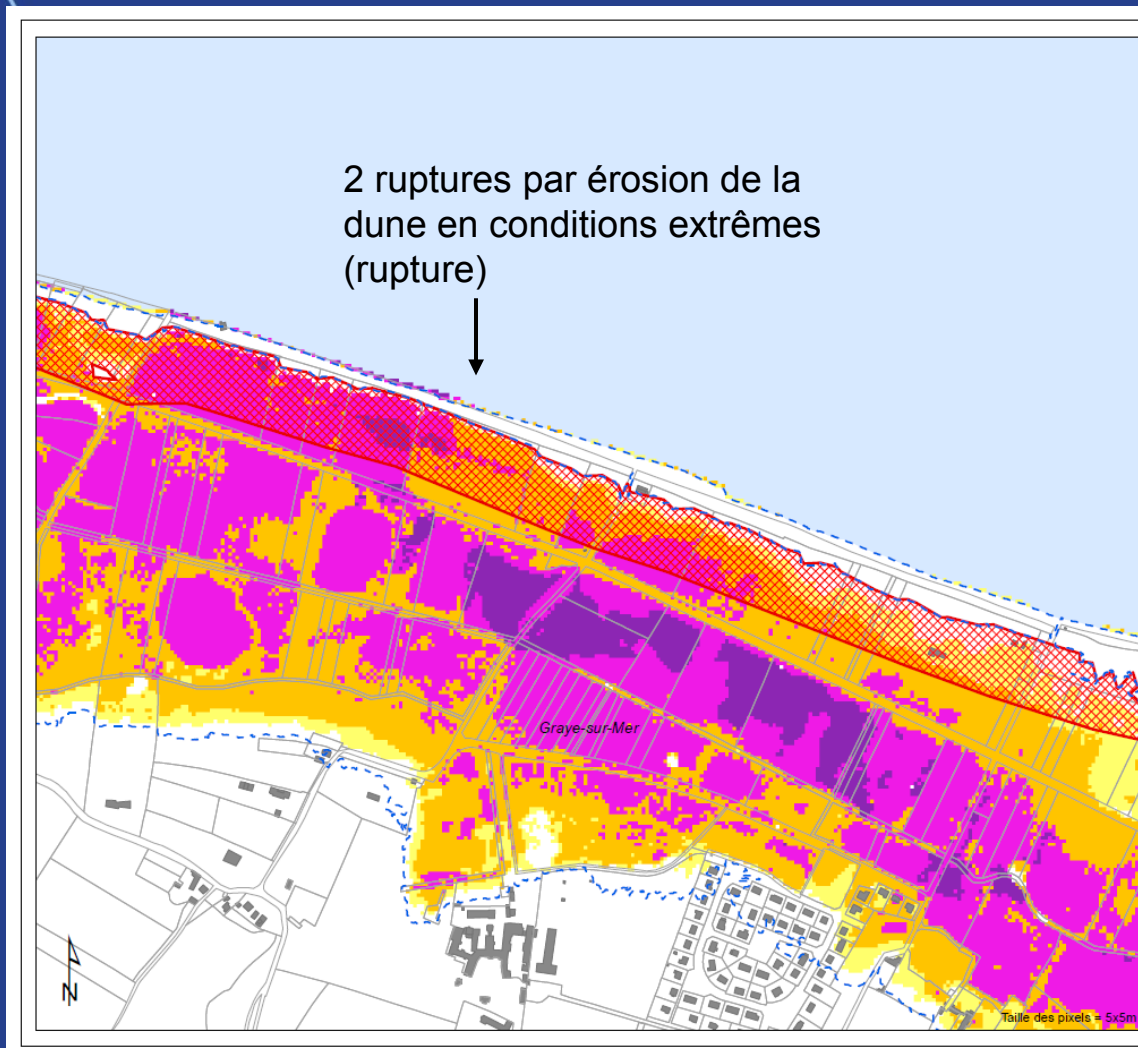 2 ruptures par érosion de la
dune en conditions extrêmes
(rupture)
Graye-sur-Mer
N
Taille des pixels = 5x5m